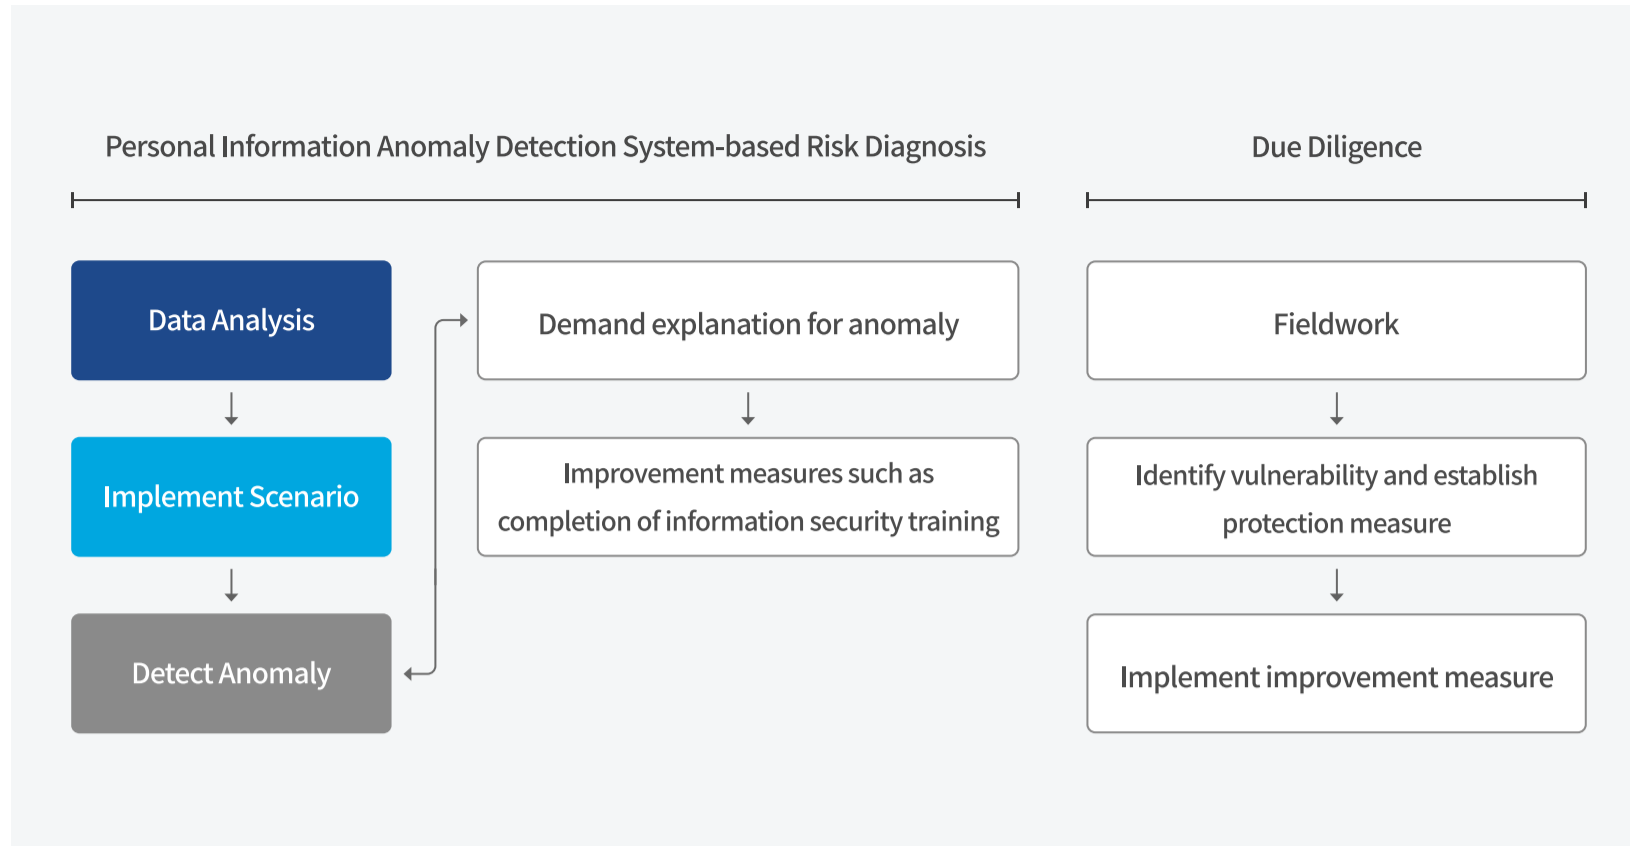 Personal Information Anomaly Detection System-based Risk Diagnosis
Data Analysis
Implement Scenario
Detect Anomaly
Demand explanation for anomaly
Improvement measures such as
completion of information security training
Due Diligence
Fieldwork
Identify vulnerability and establish
protection measure
Implement improvement measure